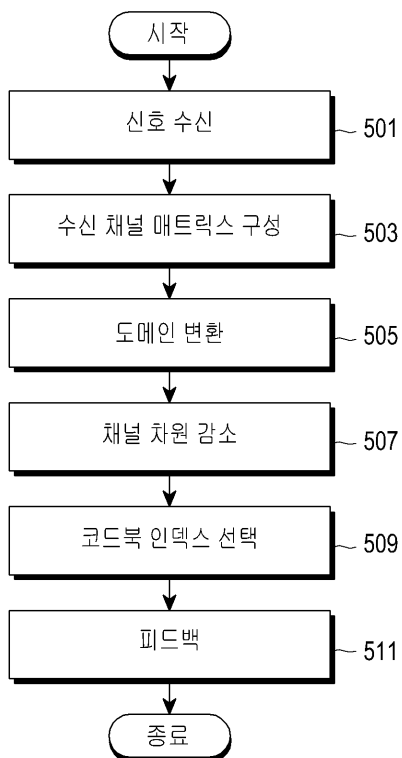 시작
신호 수신
501
수신 채널 매트릭스 구성
503
도메인 변환
505
채널 차원 감소
507
코드북 인덱스 선택
509
피드백
511
종료